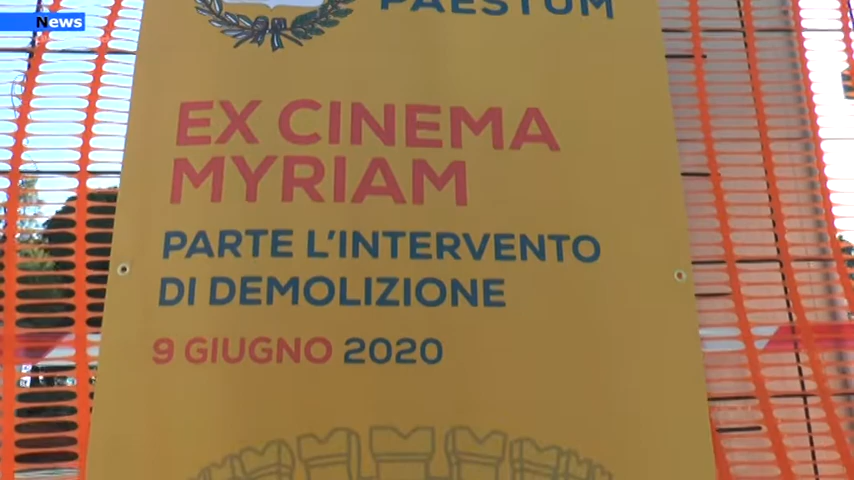 News
PAESTUM
EX CINEMA
MYRIAM
PARTE L'INTERVENTO
DI DEMOLIZIONE
9 GIUGNO 2020